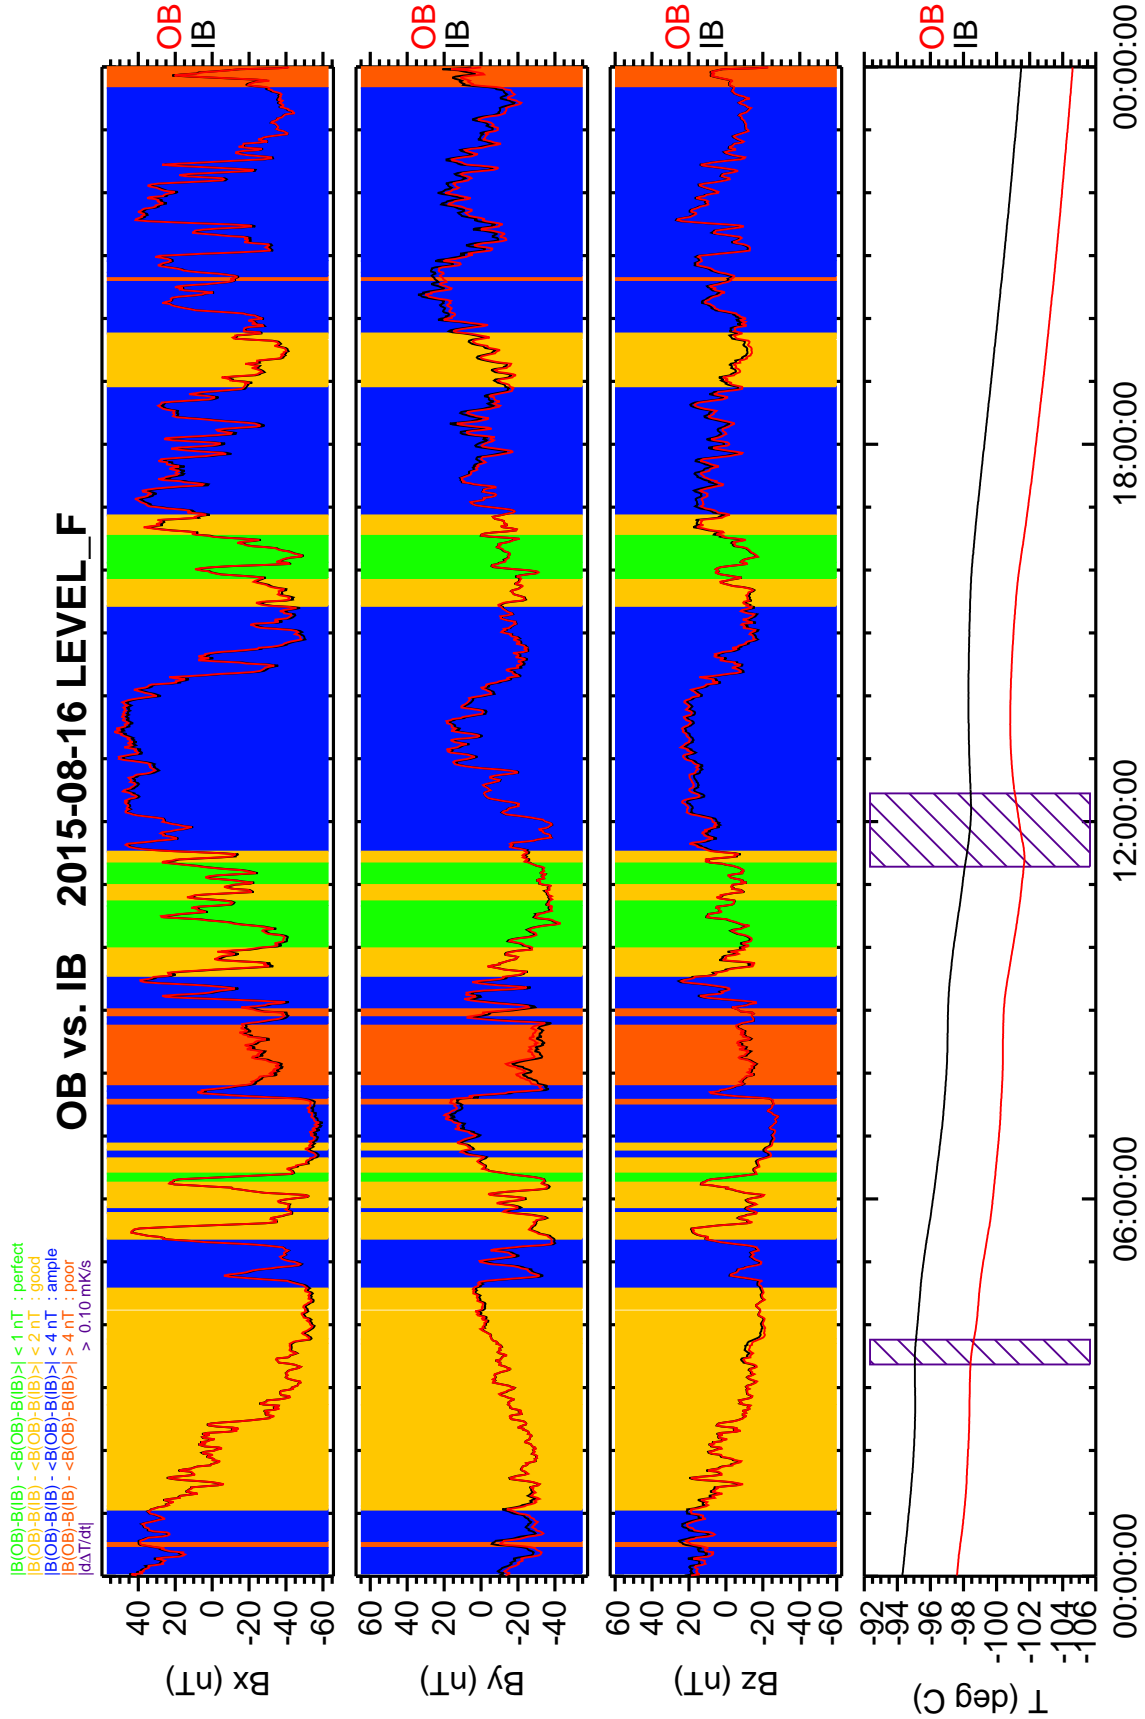 |B(OB)-B(IB) - <B(OB)-B(IB)>| < 1 nT : perfect
|B(OB)-B(IB) - <B(OB)-B(IB)>| < 2 nT : good
|B(OB)-B(IB) - <B(OB)-B(IB)>| < 4 nT : ample
|B(OB)-B(IB) - <B(OB)-B(IB)>| > 4 nT : poor
|dΔT/dt| > 0.10 mK/s
OB vs. IB 2015-08-16 LEVEL_F
Bx (nT)
40
20
0
-20
-40
-60
OB
IB
By (nT)
60
40
20
0
-20
-40
OB
IB
Bz (nT)
60
40
20
0
-20
-40
-60
OB
IB
T (deg C)
-92
-94
-96
-98
-100
-102
-104
-106
OB
IB
00:00:00
06:00:00
12:00:00
18:00:00
00:00:00